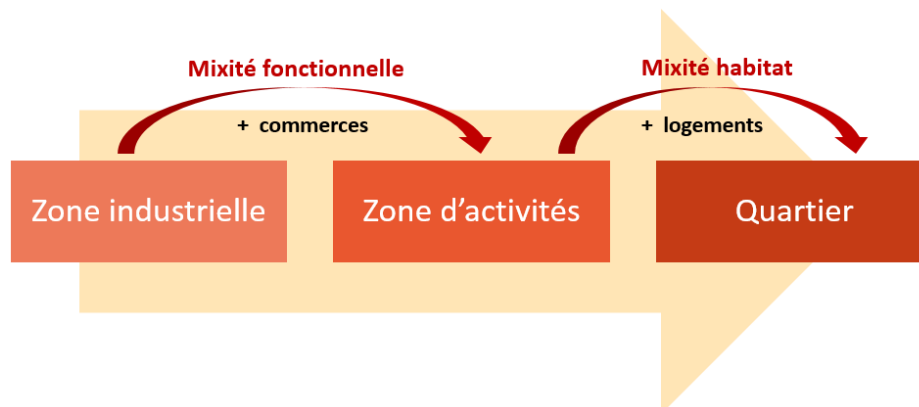 Mixité fonctionnelle
Mixité habitat
+ commerces
+ logements
Zone industrielle
Zone d’activités
Quartier